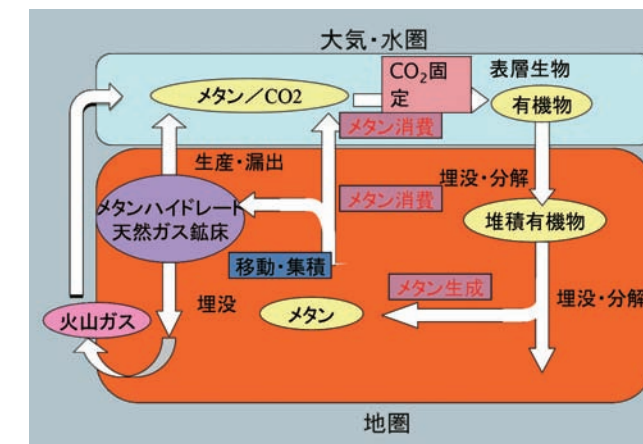 大気・水圏
メタン/CO2
CO2固
定
表層生物
有機物
メタン消費
生産・漏出
埋没・分解
メタンハイドレート
天然ガス鉱床
メタン消費
堆積有機物
移動・集積
メタン生成
埋没・分解
埋没
メタン
火山ガス
地圏